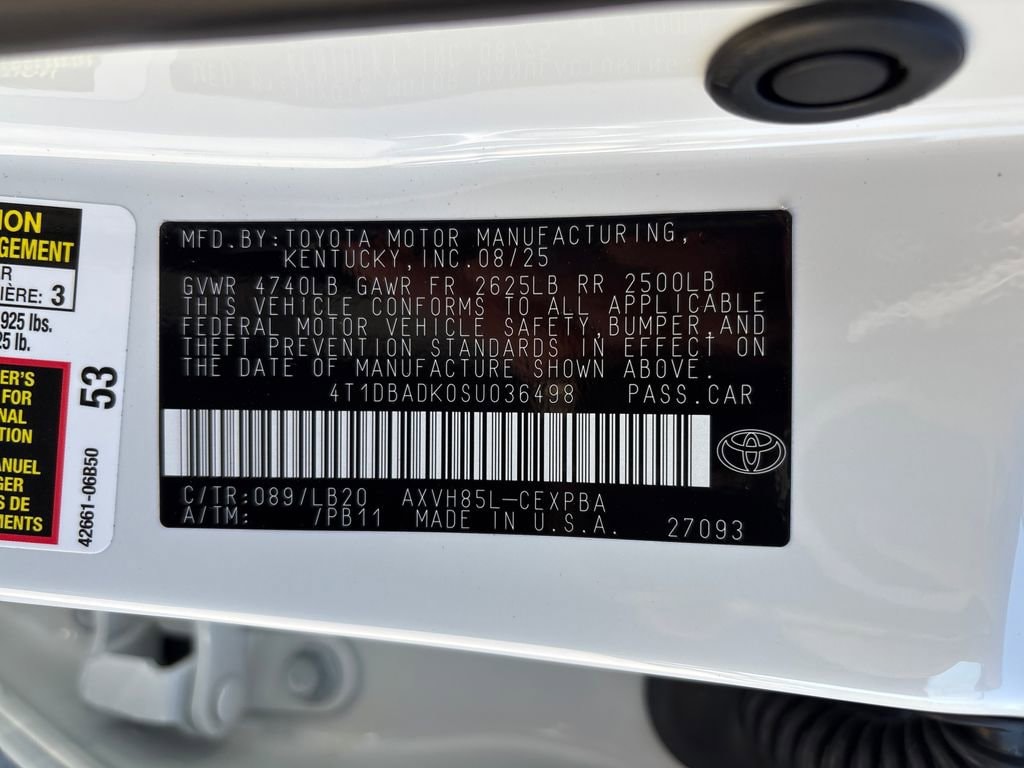 MFD.BY:TOYOTA MOTOR MANUFACTURING,
KENTUCKY,INC.08/25
GVWR 4740LB GAWR FR 2625LB RR 2500LB
THIS VEHICLE CONFORMS TO ALL APPLICABLE
FEDERAL MOTOR VEHICLE SAFETY,BUMPER,AND
THEFT PREVENTION STANDARDS IN EFFECT ON
THE DATE OF MANUFACTURE SHOWN ABOVE.
4T1DBADK0SU036498 PASS.CAR
C/TR:089/LB20 AXVH85L-CEXPBA
A/TM: /PB11 MADE IN U.S.A. 27093
ION
GEMENT
R
IÈRE: 3
925 lbs.
5 lb.
ER'S
FOR
NAL
TION
ANUEL
GER
S DE
MENTS
53
42661-06B50